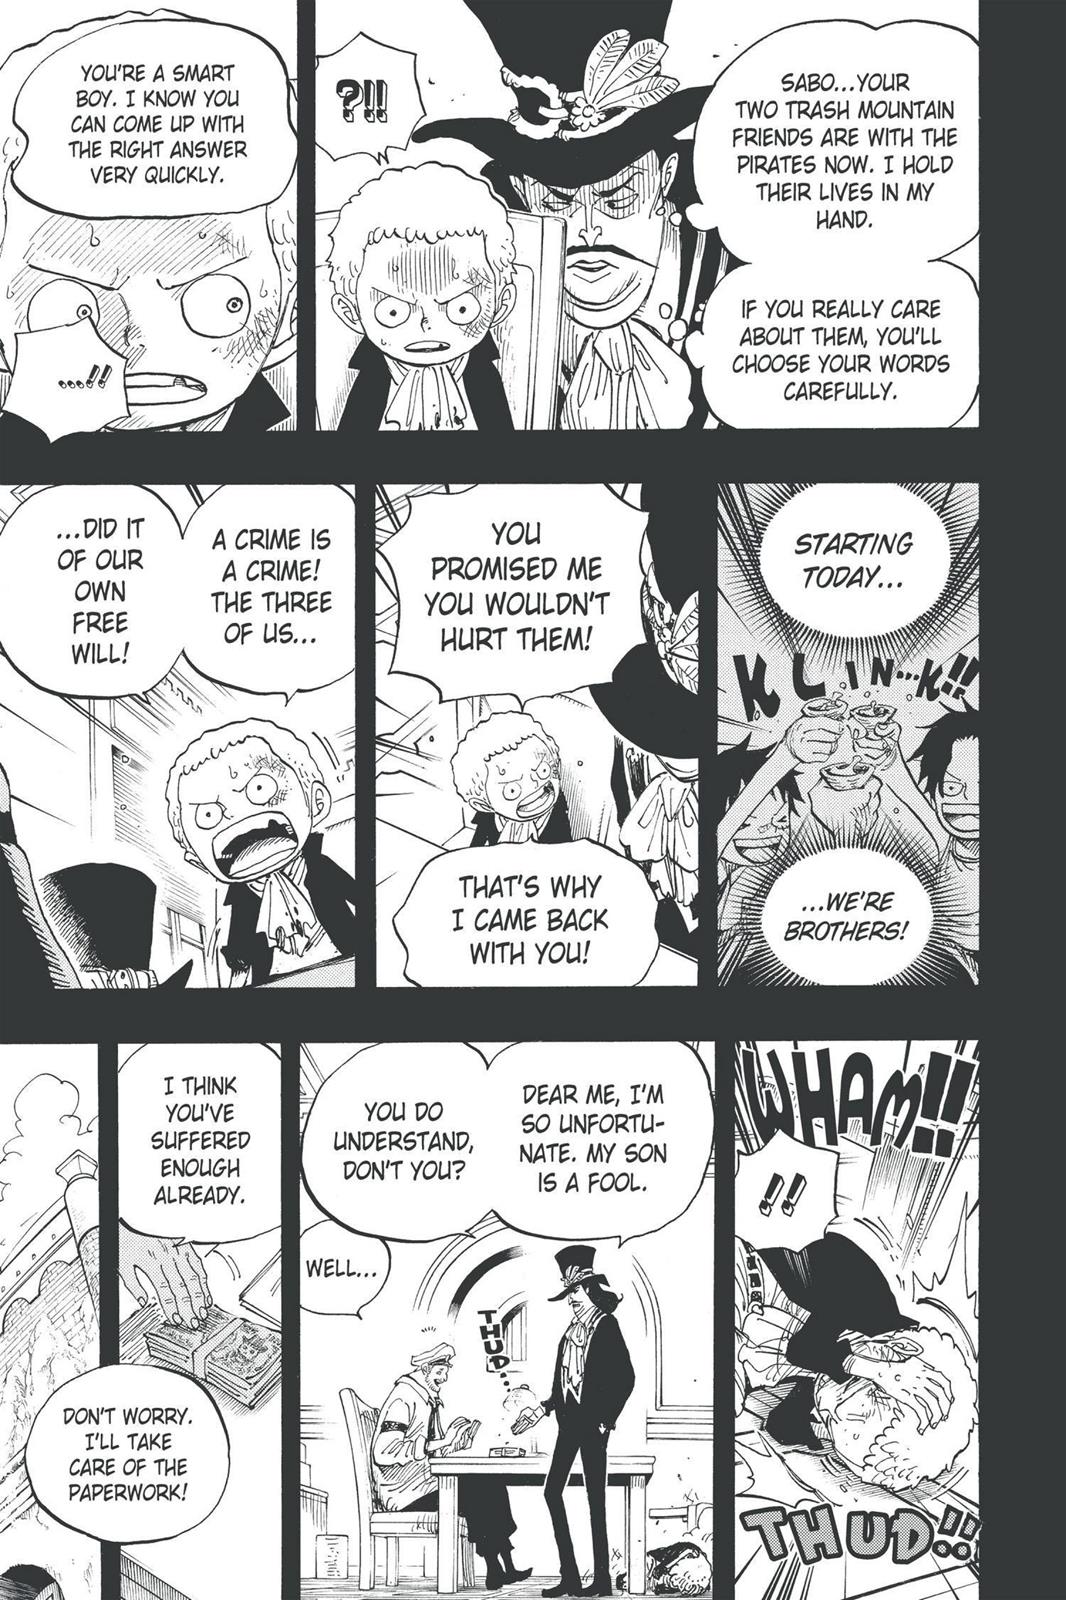 SABO...YOUR
TWO TRASH MOUNTAIN
FRIENDS ARE WITH THE
PIRATES NOW. I HOLD
THEIR LIVES IN MY
HAND.
IF YOU REALLY CARE
ABOUT THEM, YOU'LL
CHOOSE YOUR WORDS
CAREFULLY.
?!!
YOU'RE A SMART
BOY. I KNOW YOU
CAN COME UP WITH
THE RIGHT ANSWER
VERY QUICKLY.
....!!
STARTING
TODAY...
KLIN...K!!
...WE'RE
BROTHERS!
YOU
PROMISED ME
YOU WOULDN'T
HURT THEM!
THAT'S WHY
I CAME BACK
WITH YOU!
A CRIME IS
A CRIME!
THE THREE
OF US...
...DID IT
OF OUR
OWN
FREE
WILL!
WHAM!!
!!
THUD!!
DEAR ME, I'M
SO UNFORTU-
NATE. MY SON
IS A FOOL.
YOU DO
UNDERSTAND,
DON'T YOU?
WELL...
THUD...
I THINK
YOU'VE
SUFFERED
ENOUGH
ALREADY.
DON'T WORRY.
I'LL TAKE
CARE OF THE
PAPERWORK!